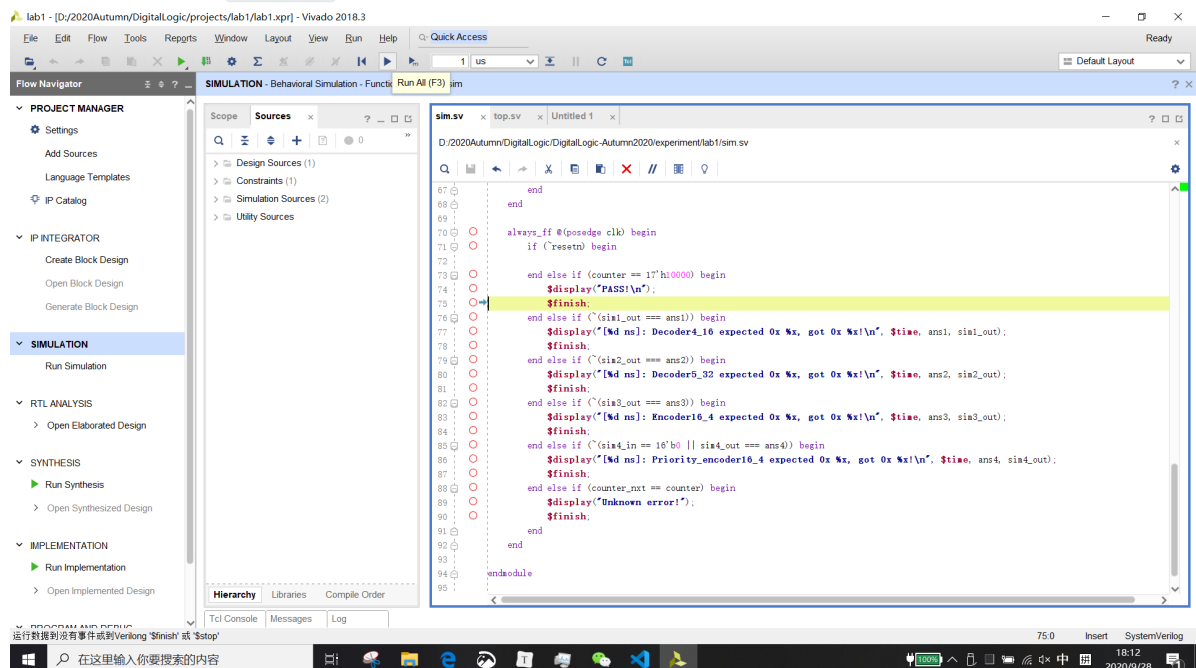 lab1 - [D:/2020Autumn/DigitalLogic/projects/lab1/lab1.xpr] - Vivado 2018.3
File Edit Flow Tools Reports Window Layout View Run Help Quick Access Ready
1 us Default Layout
Flow Navigator
SIMULATION - Behavioral Simulation - Functi
Run All (F3)
sim
PROJECT MANAGER
Settings
Add Sources
Language Templates
IP Catalog
IP INTEGRATOR
Create Block Design
Open Block Design
Generate Block Design
SIMULATION
Run Simulation
RTL ANALYSIS
Open Elaborated Design
SYNTHESIS
Run Synthesis
Open Synthesized Design
IMPLEMENTATION
Run Implementation
Open Implemented Design
PROGRAM AND DEBUG
Scope Sources
0
Design Sources (1)
Constraints (1)
Simulation Sources (2)
Utility Sources
Hierarchy Libraries Compile Order
Tcl Console Messages Log
sim.sv top.sv Untitled 1
D:/2020Autumn/DigitalLogic/DigitalLogic-Autumn2020/experiment/lab1/sim.sv
67 end
68 end
69
70 always_ff @(posedge clk) begin
71 if (~resetn) begin
72
73 end else if (counter == 17'h10000) begin
74 $display("PASS!\n");
75 $finish;
76 end else if (~(sim1_out === ans1)) begin
77 $display("[%d ns]: Decoder4_16 expected 0x %x, got 0x %x!\n", $time, ans1, sim1_out);
78 $finish;
79 end else if (~(sim2_out === ans2)) begin
80 $display("[%d ns]: Decoder5_32 expected 0x %x, got 0x %x!\n", $time, ans2, sim2_out);
81 $finish;
82 end else if (~(sim3_out === ans3)) begin
83 $display("[%d ns]: Encoder16_4 expected 0x %x, got 0x %x!\n", $time, ans3, sim3_out);
84 $finish;
85 end else if (~(sim4_in == 16'b0 || sim4_out === ans4)) begin
86 $display("[%d ns]: Priority_encoder16_4 expected 0x %x, got 0x %x!\n", $time, ans4, sim4_out);
87 $finish;
88 end else if (counter_nxt == counter) begin
89 $display("Unknown error!");
90 $finish;
91 end
92 end
93
94 endmodule
95
运行数据到没有事件或到Verilong '$finish' 或 '$stop'
75:0 Insert SystemVerilog
在这里输入你要搜索的内容
100%
中
18:12
2020/9/28